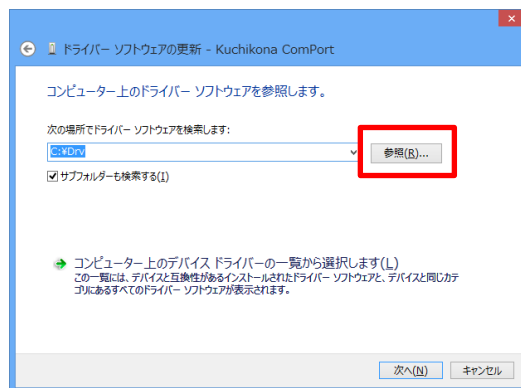 ドライバー ソフトウェアの更新 - Kuchikona ComPort
コンピューター上のドライバー ソフトウェアを参照します。
次の場所でドライバー ソフトウェアを検索します:
C:¥Drv
参照(R)...
サブフォルダーも検索する(I)
コンピューター上のデバイス ドライバーの一覧から選択します(L)
この一覧には、デバイスと互換性があるインストールされたドライバー ソフトウェアと、デバイスと同じカテ
ゴリにあるすべてのドライバー ソフトウェアが表示されます。
次へ(N)
キャンセル